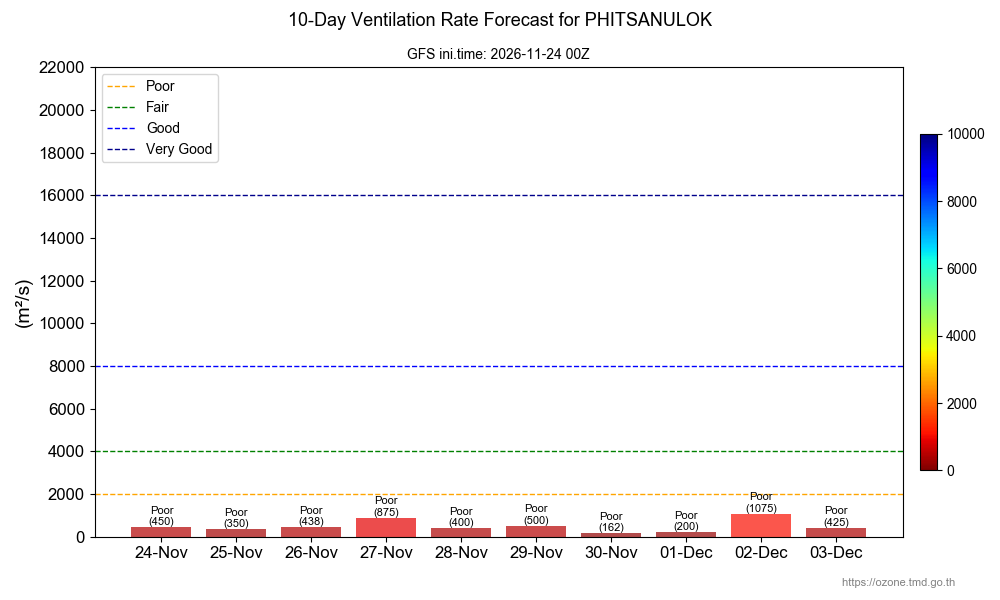 10-Day Ventilation Rate Forecast for PHITSANULOK
GFS ini.time: 2026-11-24 00Z
22000
20000
18000
16000
14000
12000
10000
8000
6000
4000
2000
0
(m²/s)
Poor
Fair
Good
Very Good
Poor
(450)
Poor
(350)
Poor
(438)
Poor
(875)
Poor
(400)
Poor
(500)
Poor
(162)
Poor
(200)
Poor
(1075)
Poor
(425)
24-Nov
25-Nov
26-Nov
27-Nov
28-Nov
29-Nov
30-Nov
01-Dec
02-Dec
03-Dec
10000
8000
6000
4000
2000
0
https://ozone.tmd.go.th